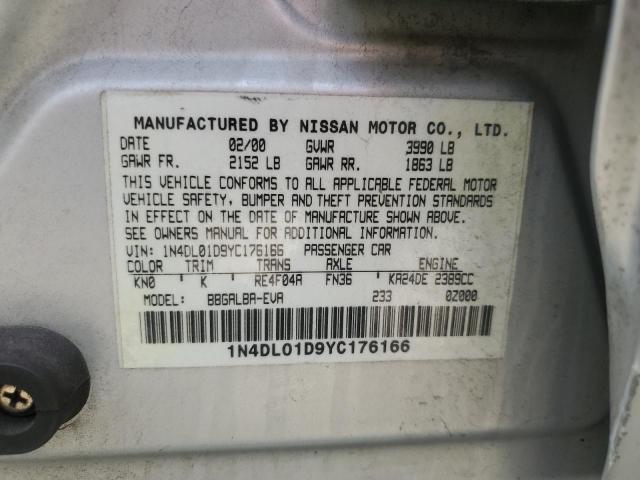 MANUFACTURED BY NISSAN MOTOR CO., LTD.
DATE 02/00 GVWR 3990 LB
GAWR FR. 2152 LB GAWR RR. 1863 LB
THIS VEHICLE CONFORMS TO ALL APPLICABLE FEDERAL MOTOR
VEHICLE SAFETY, BUMPER AND THEFT PREVENTION STANDARDS
IN EFFECT ON THE DATE OF MANUFACTURE SHOWN ABOVE.
SEE OWNERS MANUAL FOR ADDITIONAL INFORMATION.
VIN: 1N4DL01D9YC176166 PASSENGER CAR
COLOR TRIM TRANS AXLE ENGINE
KN0 K RE4F04A FN36 KA24DE 2389CC
MODEL: BBGALBA-EVA 233 0Z000
1N4DL01D9YC176166